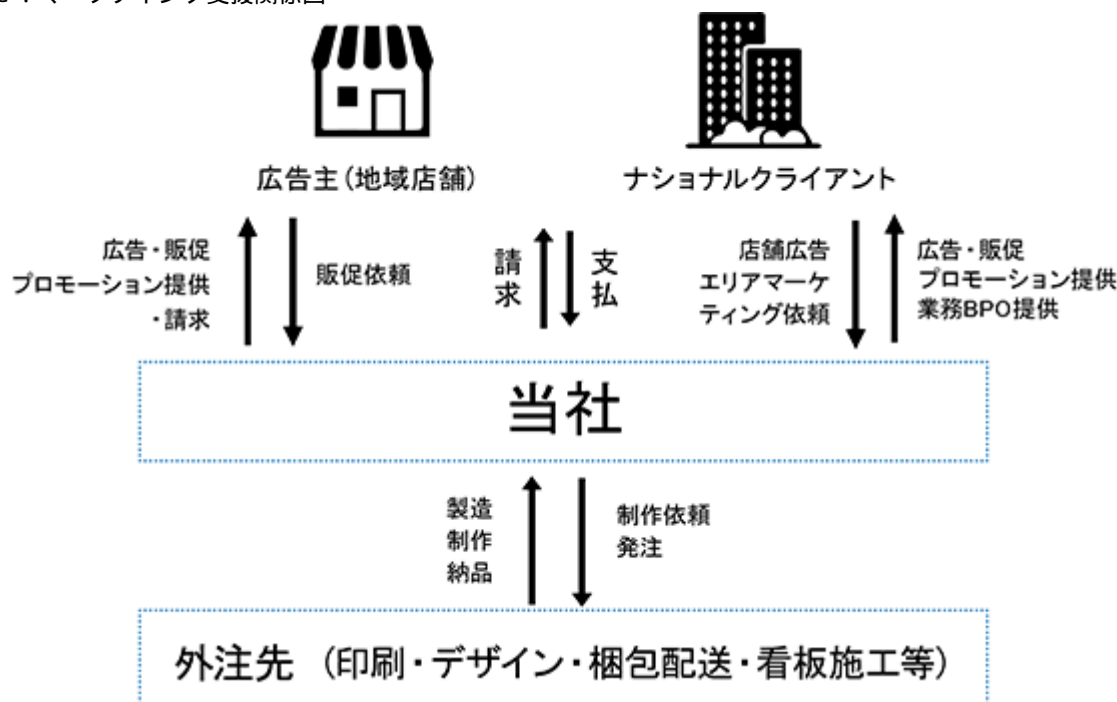 広告主(地域店舗)
ナショナルクライアント
広告・販促
プロモーション提供
・請求
販促依頼
請求
支払
店舗広告
エリアマーケ
ティング依頼
広告・販促
プロモーション提供
業務BPO提供
当社
製造
制作
納品
制作依頼
発注
外注先 (印刷・デザイン・梱包配送・看板施工等)